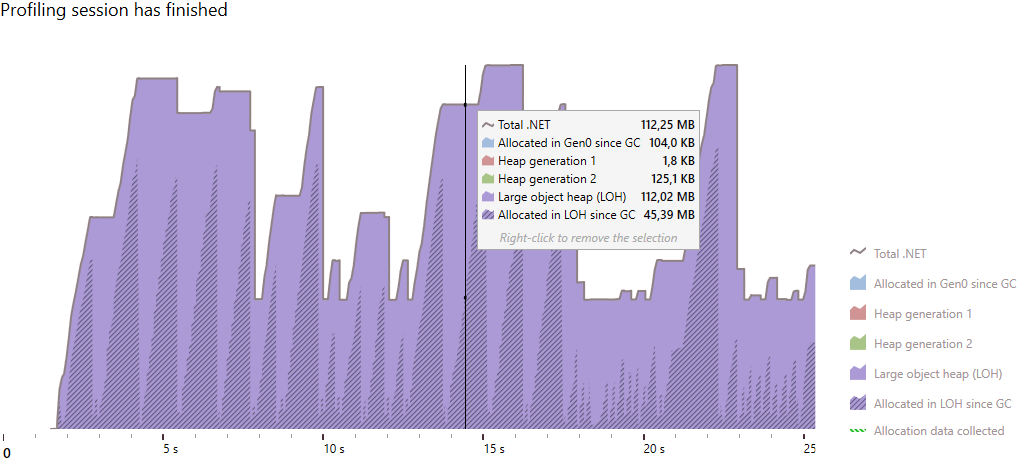 Profiling session has finished
Total .NET 112,25 MB
Allocated in Gen0 since GC 104,0 KB
Heap generation 1 1,8 KB
Heap generation 2 125,1 KB
Large object heap (LOH) 112,02 MB
Allocated in LOH since GC 45,39 MB
Right-click to remove the selection
Total .NET
Allocated in Gen0 since GC
Heap generation 1
Heap generation 2
Large object heap (LOH)
Allocated in LOH since GC
Allocation data collected
0 5 s 10 s 15 s 20 s 25